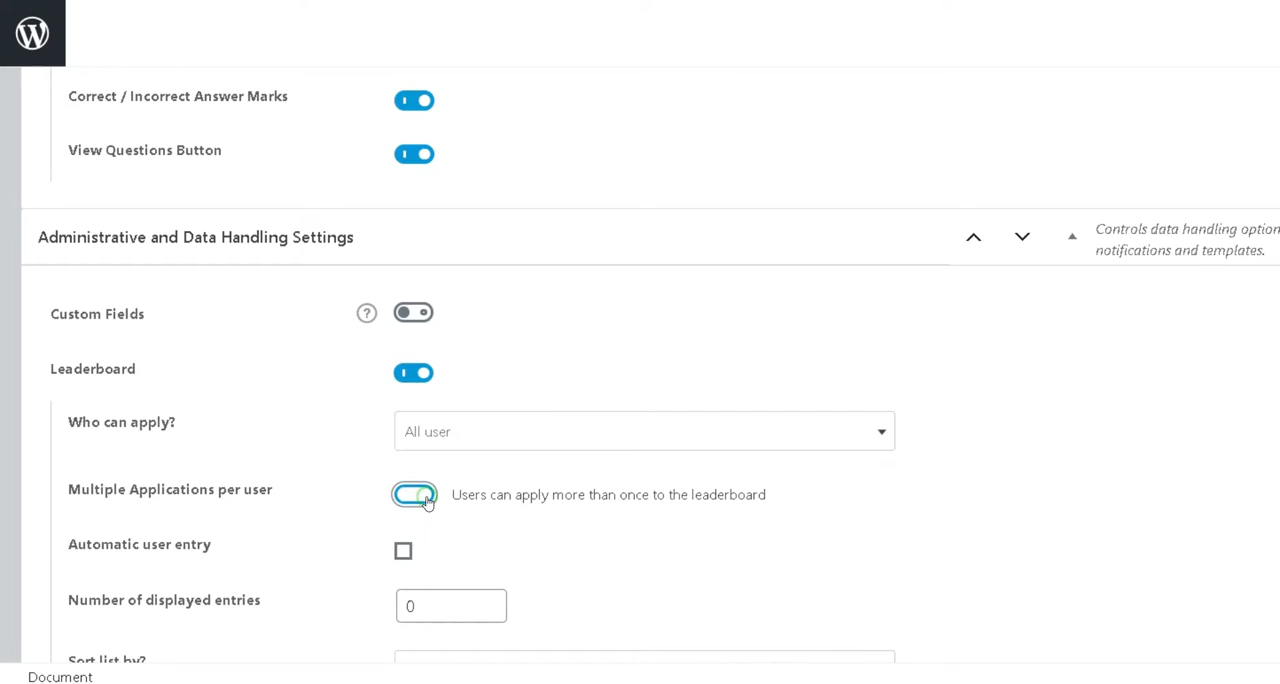 Correct / Incorrect Answer Marks
View Questions Button
Administrative and Data Handling Settings
Controls data handling option
notifications and templates.
Custom Fields
?
Leaderboard
Who can apply?
All user
Multiple Applications per user
Users can apply more than once to the leaderboard
Automatic user entry
Number of displayed entries
0
Sort list by?
Document